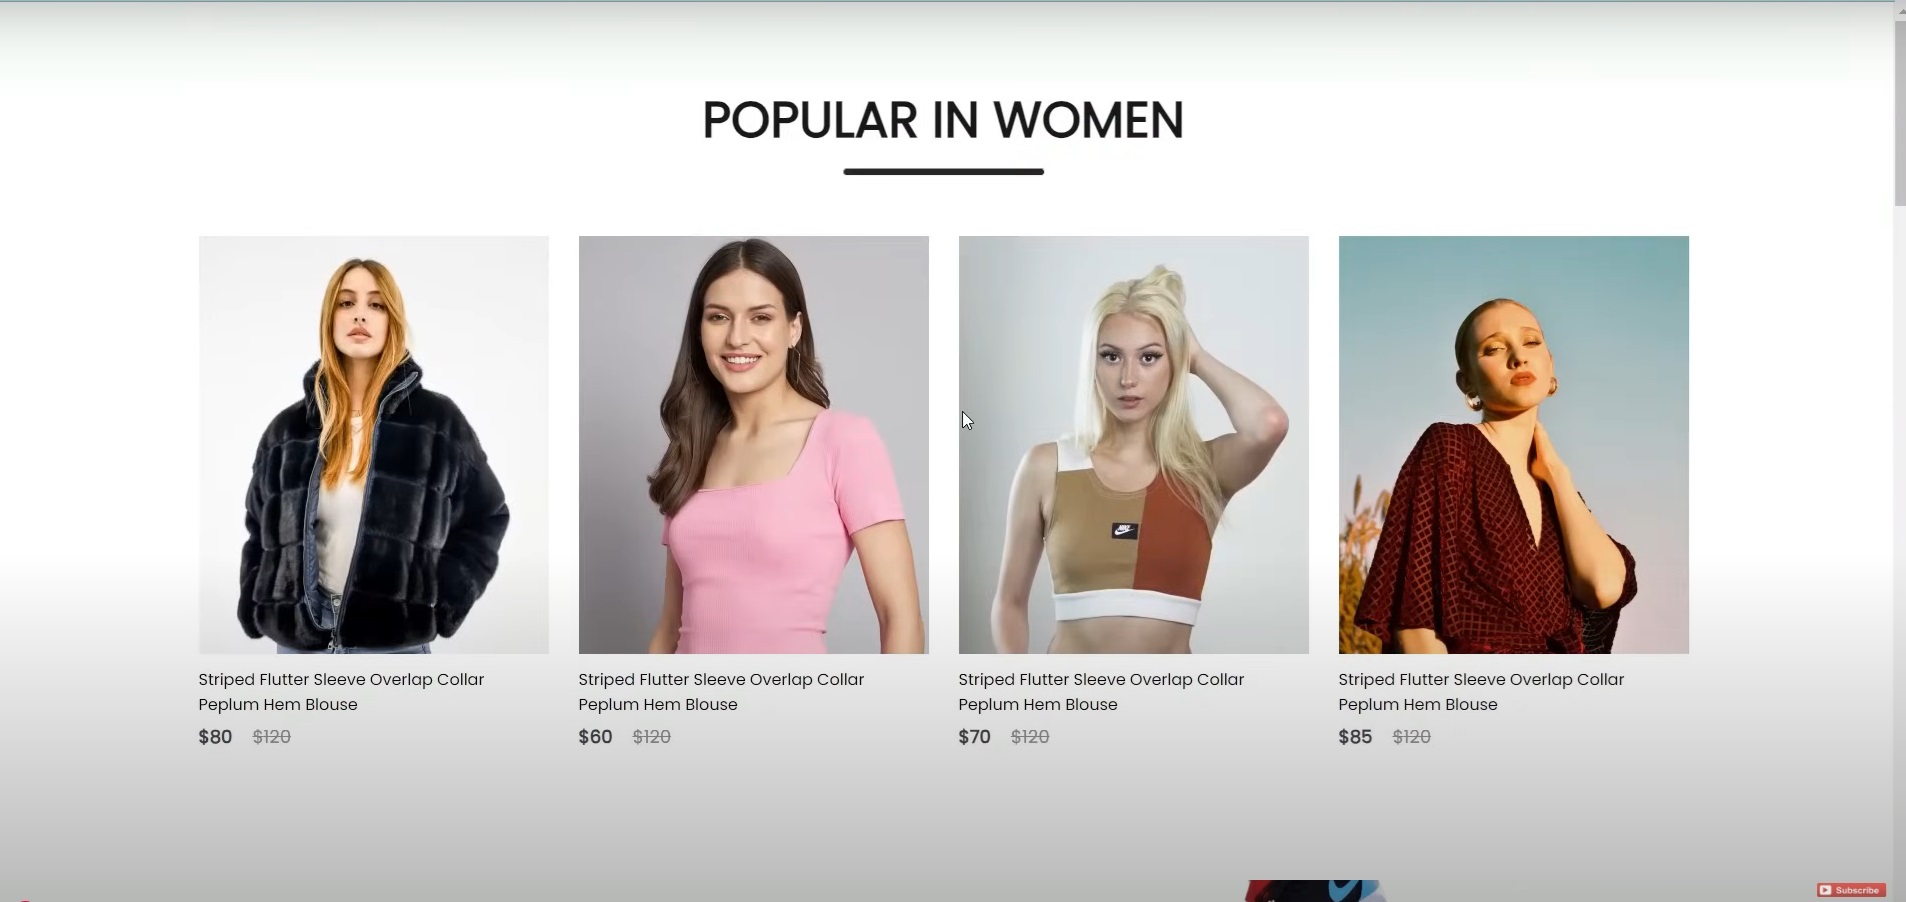 POPULAR IN WOMEN
NIKE
Striped Flutter Sleeve Overlap Collar
Peplum Hem Blouse
$80 $120
Striped Flutter Sleeve Overlap Collar
Peplum Hem Blouse
$60 $120
Striped Flutter Sleeve Overlap Collar
Peplum Hem Blouse
$70 $120
Striped Flutter Sleeve Overlap Collar
Peplum Hem Blouse
$85 $120
Subscribe